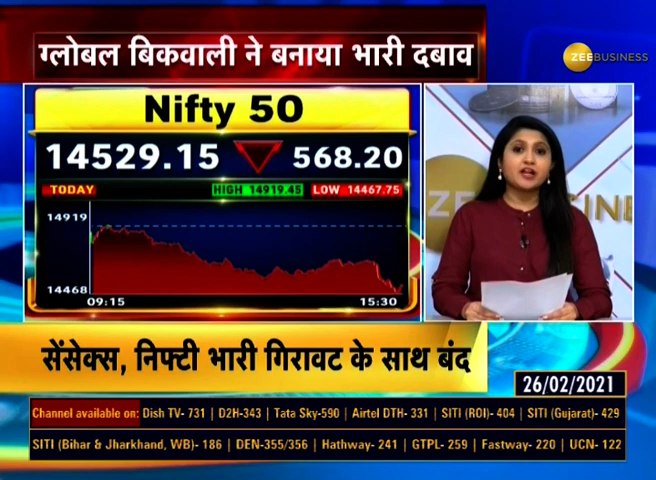 ग्लोबल बिकवाली ने बनाया भारी दबाव
ZEEBUSINESS
Nifty 50
14529.15 568.20
TODAY HIGH 14919.45 LOW 14467.75
14919
14468
09:15 15:30
सेंसेक्स, निफ्टी भारी गिरावट के साथ बंद
26/02/2021
Channel available on: Dish TV- 731 | D2H-343 | Tata Sky-590 | Airtel DTH- 331 | SITI (ROI)- 404 | SITI (Gujarat)- 429
SITI (Bihar & Jharkhand, WB)- 186 | DEN-355/356 | Hathway- 241 | GTPL- 259 | Fastway- 220 | UCN- 122